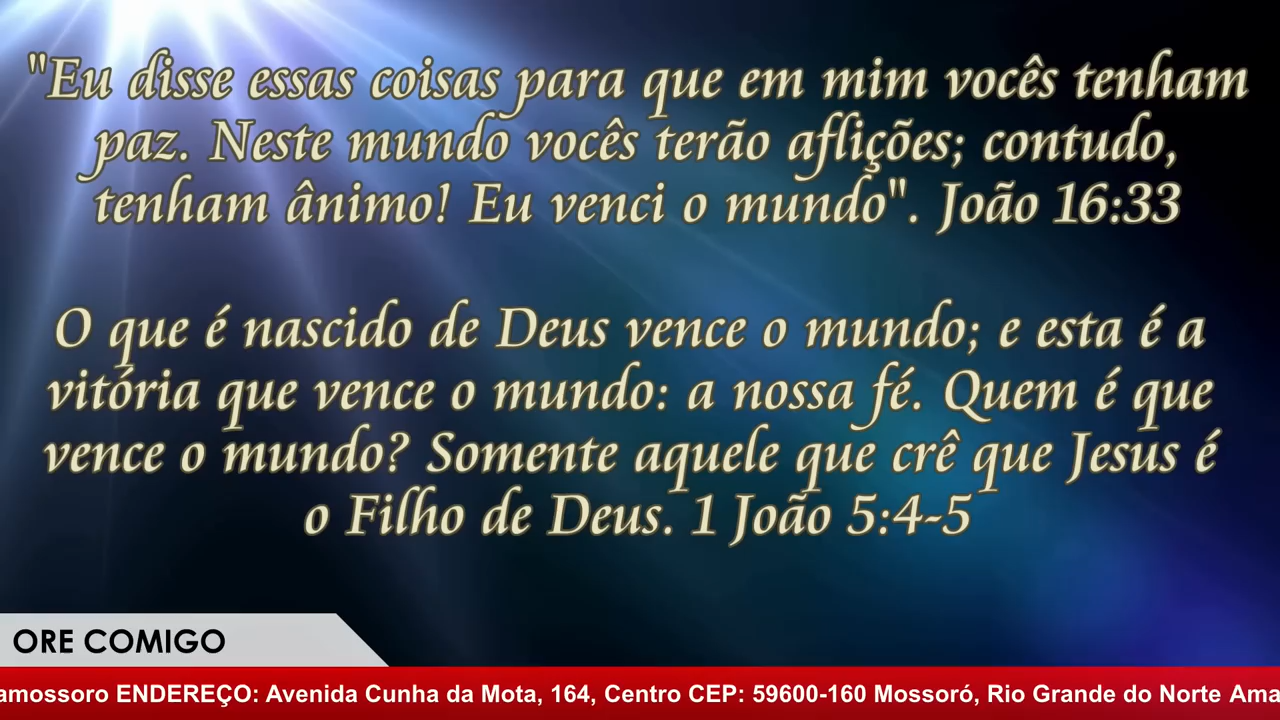 "Eu disse essas coisas para que em mim vocês tenham
paz. Neste mundo vocês terão aflições; contudo,
tenham ânimo! Eu venci o mundo". João 16:33
O que é nascido de Deus vence o mundo; e esta é a
vitória que vence o mundo: a nossa fé. Quem é que
vence o mundo? Somente aquele que crê que Jesus é
o Filho de Deus. 1 João 5:4-5
ORE COMIGO
amossoro ENDEREÇO: Avenida Cunha da Mota, 164, Centro CEP: 59600-160 Mossoró, Rio Grande do Norte Ama